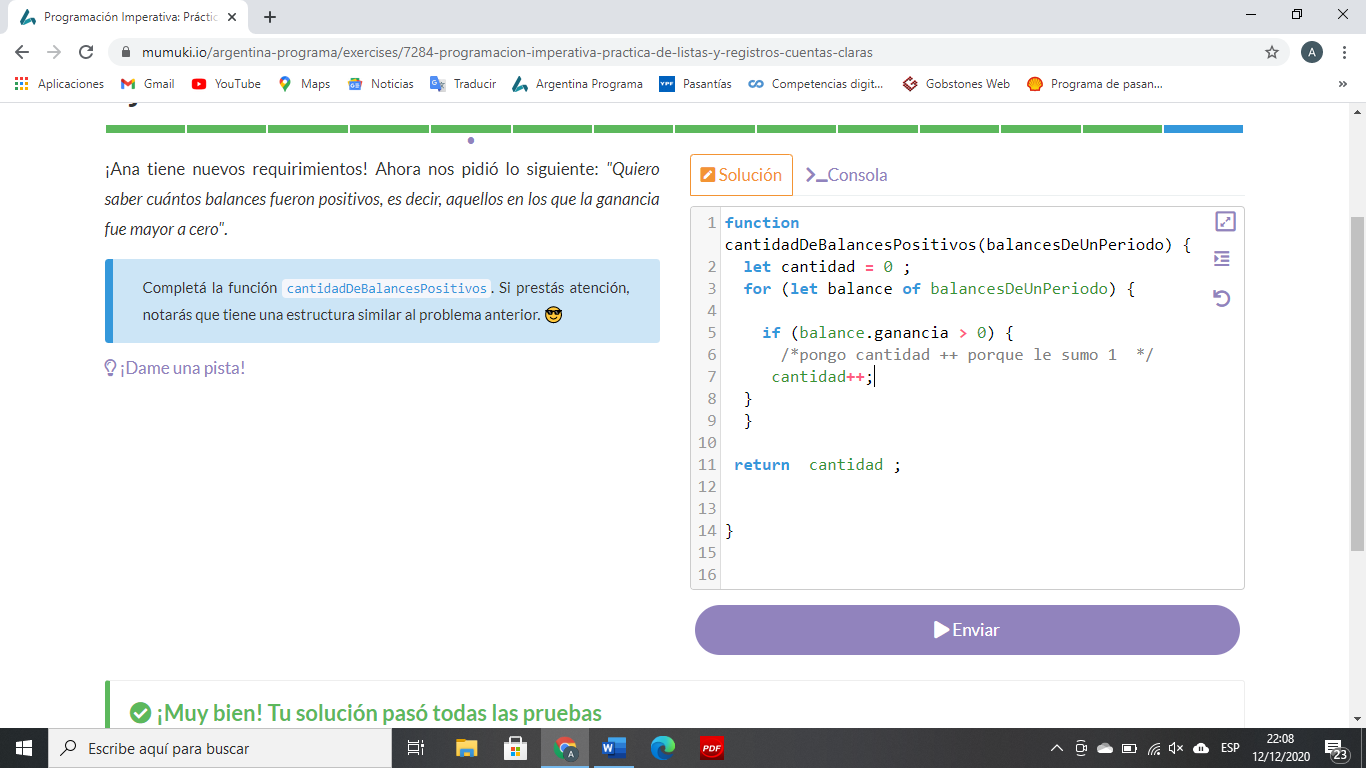 Programación Imperativa: Práctic
mumuki.io/argentina-programa/exercises/7284-programacion-imperativa-practica-de-listas-y-registros-cuentas-claras
A
Aplicaciones
Gmail
YouTube
Maps
Noticias
Traducir
Argentina Programa
YPF
Pasantías
Competencias digit...
Gobstones Web
Programa de pasan...
»
¡Ana tiene nuevos requirimientos! Ahora nos pidió lo siguiente: "Quiero
saber cuántos balances fueron positivos, es decir, aquellos en los que la ganancia
fue mayor a cero".
Completá la función cantidadDeBalancesPositivos. Si prestás atención,
notarás que tiene una estructura similar al problema anterior. 😎
¡Dame una pista!
Solución
Consola
1 function
cantidadDeBalancesPositivos(balancesDeUnPeriodo) {
2 let cantidad = 0 ;
3 for (let balance of balancesDeUnPeriodo) {
4
5 if (balance.ganancia > 0) {
6 /*pongo cantidad ++ porque le sumo 1  */
7 cantidad++;
8 }
9 }
10
11 return  cantidad ;
12
13
14 }
15
16
Enviar
¡Muy bien! Tu solución pasó todas las pruebas
Escribe aquí para buscar
A
W
PDF
ESP
22:08
12/12/2020
23